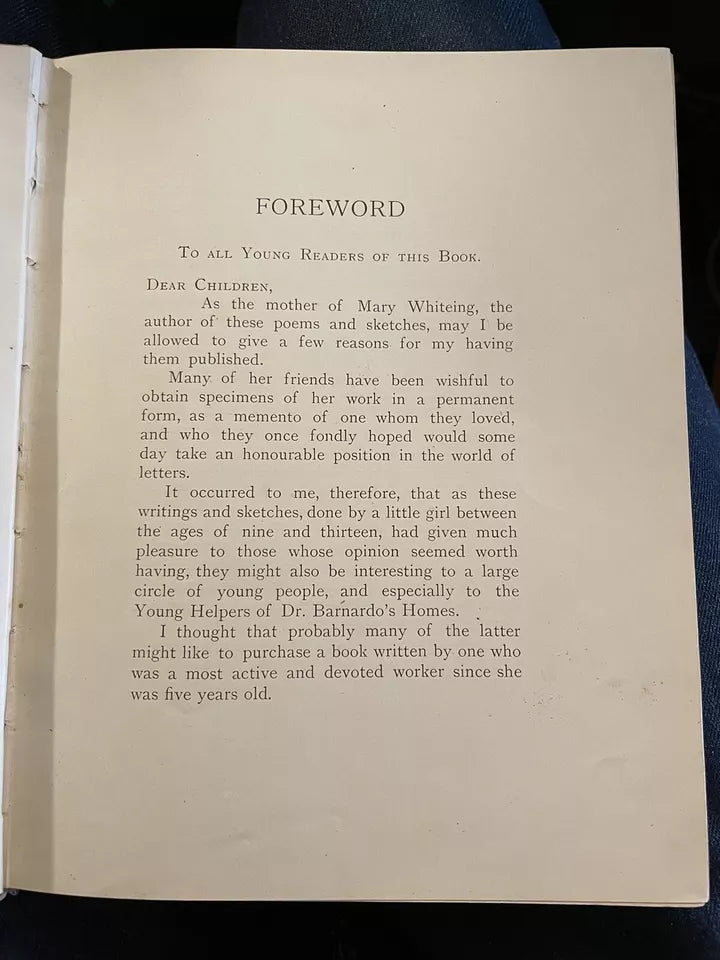 FOREWORD
To all Young Readers of this Book.
Dear Children,
As the mother of Mary Whiteing, the
author of these poems and sketches, may I be
allowed to give a few reasons for my having
them published.
Many of her friends have been wishful to
obtain specimens of her work in a permanent
form, as a memento of one whom they loved,
and who they once fondly hoped would some
day take an honourable position in the world of
letters.
It occurred to me, therefore, that as these
writings and sketches, done by a little girl between
the ages of nine and thirteen, had given much
pleasure to those whose opinion seemed worth
having, they might also be interesting to a large
circle of young people, and especially to the
Young Helpers of Dr. Barnardo's Homes.
I thought that probably many of the latter
might like to purchase a book written by one who
was a most active and devoted worker since she
was five years old.